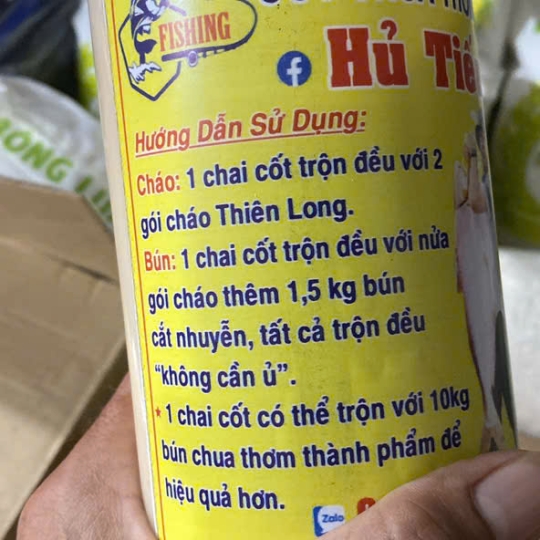 FISHING
Hủ Tiế
Hướng Dẫn Sử Dụng:
Cháo: 1 chai cốt trộn đều với 2
gói cháo Thiên Long.
Bún: 1 chai cốt trộn đều với nửa
gói cháo thêm 1,5 kg bún
cắt nhuyễn, tất cả trộn đều
“không cần ủ”.
* 1 chai cốt có thể trộn với 10kg
bún chua thơm thành phẩm để
hiệu quả hơn.
Zalo